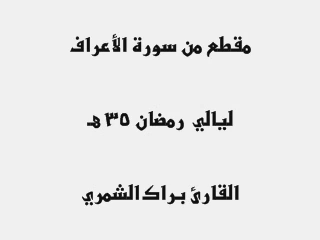 مقطع من سورة الأعراف
ليالي رمضان ٣٥ هـ
القارئ براك الشمري